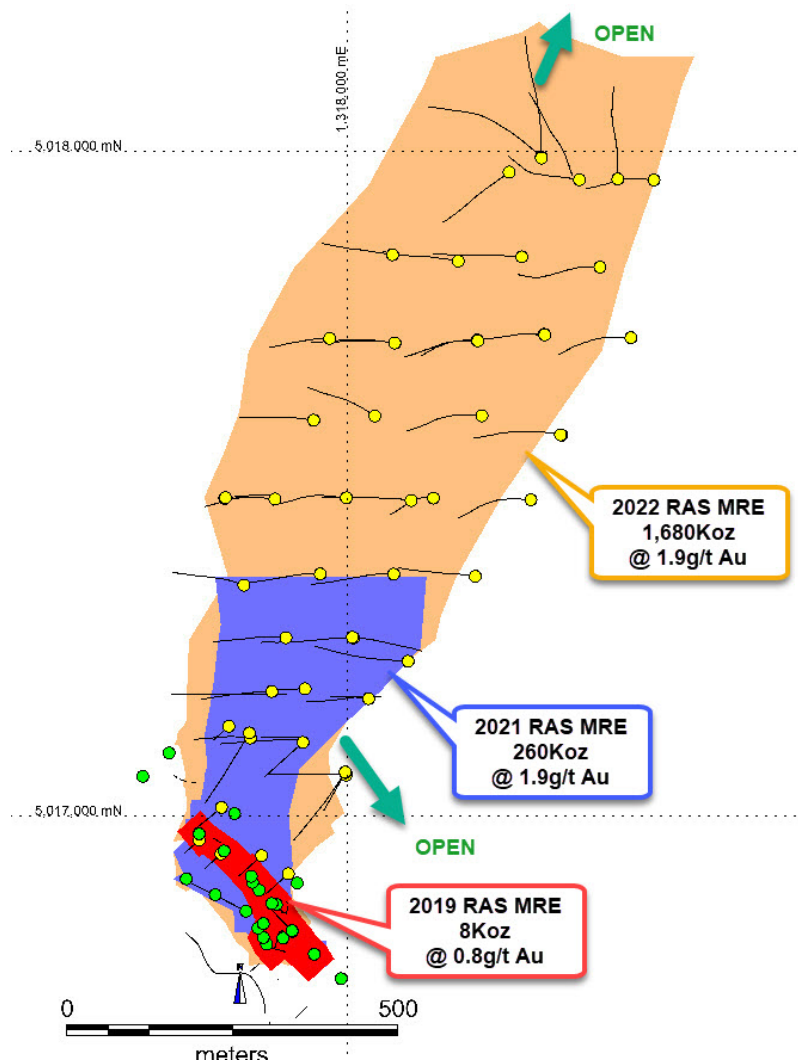 OPEN
1,318,000 mE
5,018,000 mN
2022 RAS MRE
1,680Koz
@ 1.9g/t Au
2021 RAS MRE
260Koz
@ 1.9g/t Au
5,017,000 mN
OPEN
2019 RAS MRE
8Koz
@ 0.8g/t Au
N
0 500
meters